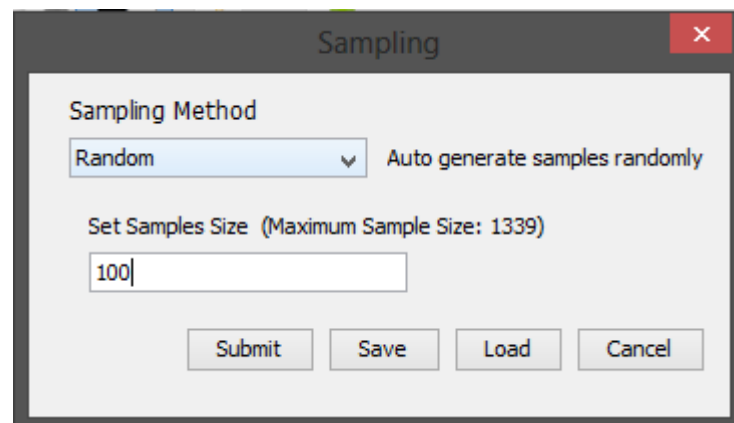 Sampling
Sampling Method
Random Auto generate samples randomly
Set Samples Size (Maximum Sample Size: 1339)
100
Submit Save Load Cancel